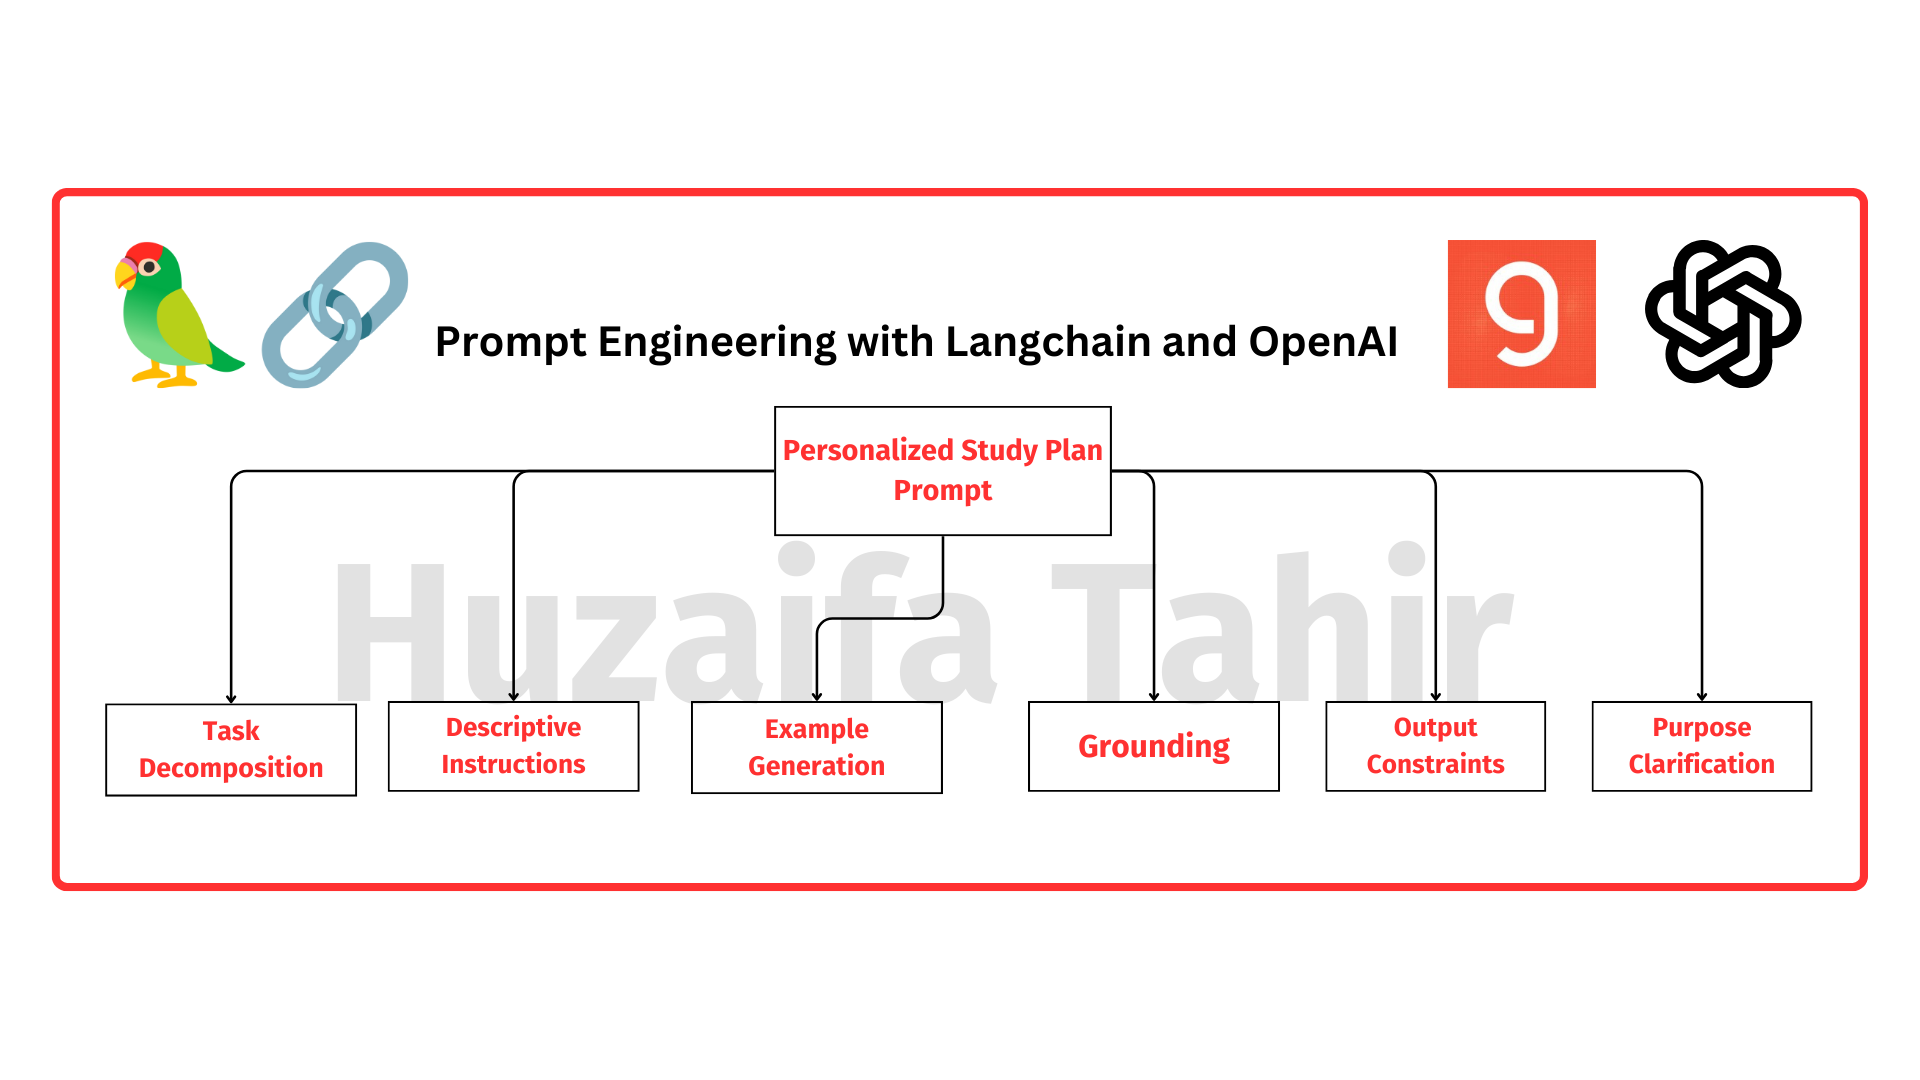 Prompt Engineering with Langchain and OpenAI
Personalized Study Plan
Prompt
Huzaifa Tahir
Task
Decomposition
Descriptive
Instructions
Example
Generation
Grounding
Output
Constraints
Purpose
Clarification